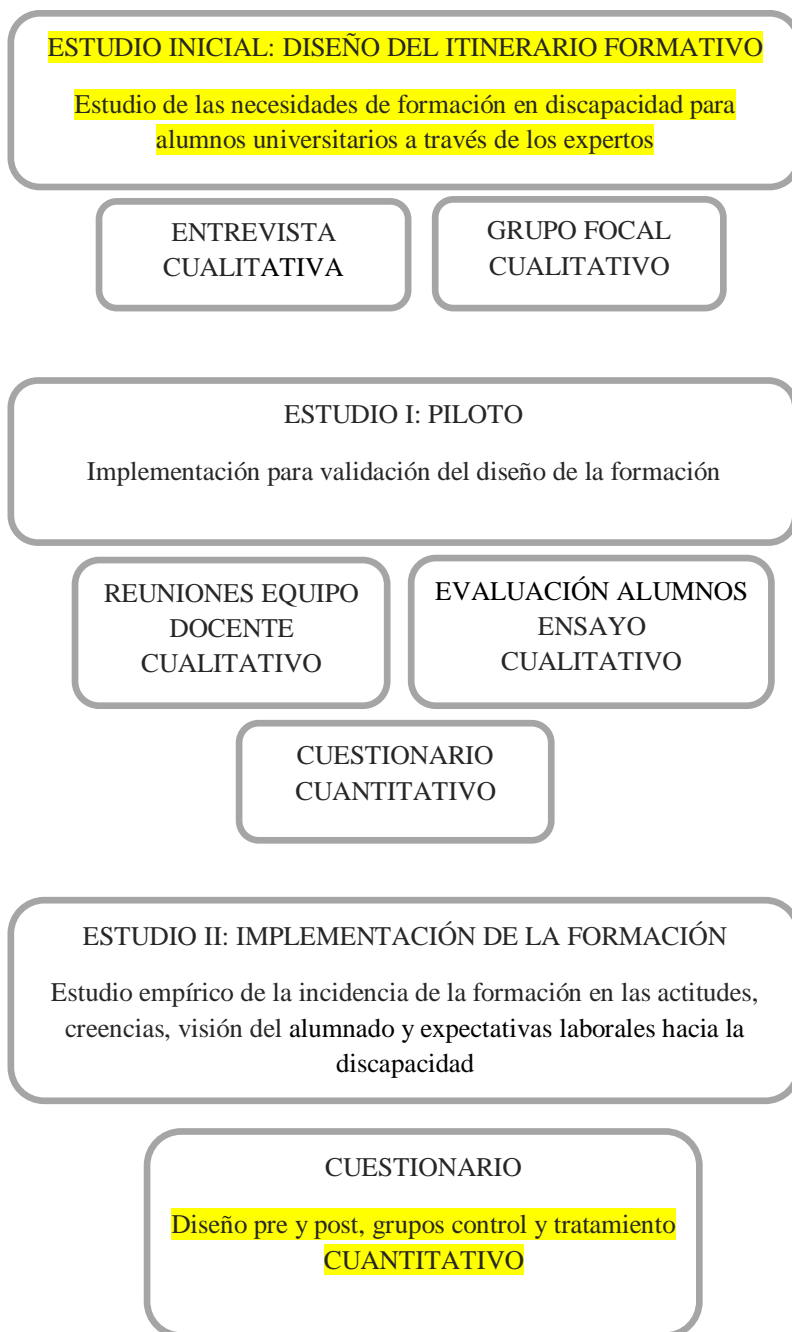 ESTUDIO INICIAL: DISEÑO DEL ITINERARIO FORMATIVO
Estudio de las necesidades de formación en discapacidad para
alumnos universitarios a través de los expertos
ENTREVISTA
CUALITATIVA
GRUPO FOCAL
CUALITATIVO
ESTUDIO I: PILOTO
Implementación para validación del diseño de la formación
REUNIONES EQUIPO
DOCENTE
CUALITATIVO
EVALUACIÓN ALUMNOS
ENSAYO
CUALITATIVO
CUESTIONARIO
CUANTITATIVO
ESTUDIO II: IMPLEMENTACIÓN DE LA FORMACIÓN
Estudio empírico de la incidencia de la formación en las actitudes,
creencias, visión del alumnado y expectativas laborales hacia la
discapacidad
CUESTIONARIO
Diseño pre y post, grupos control y tratamiento
CUANTITATIVO